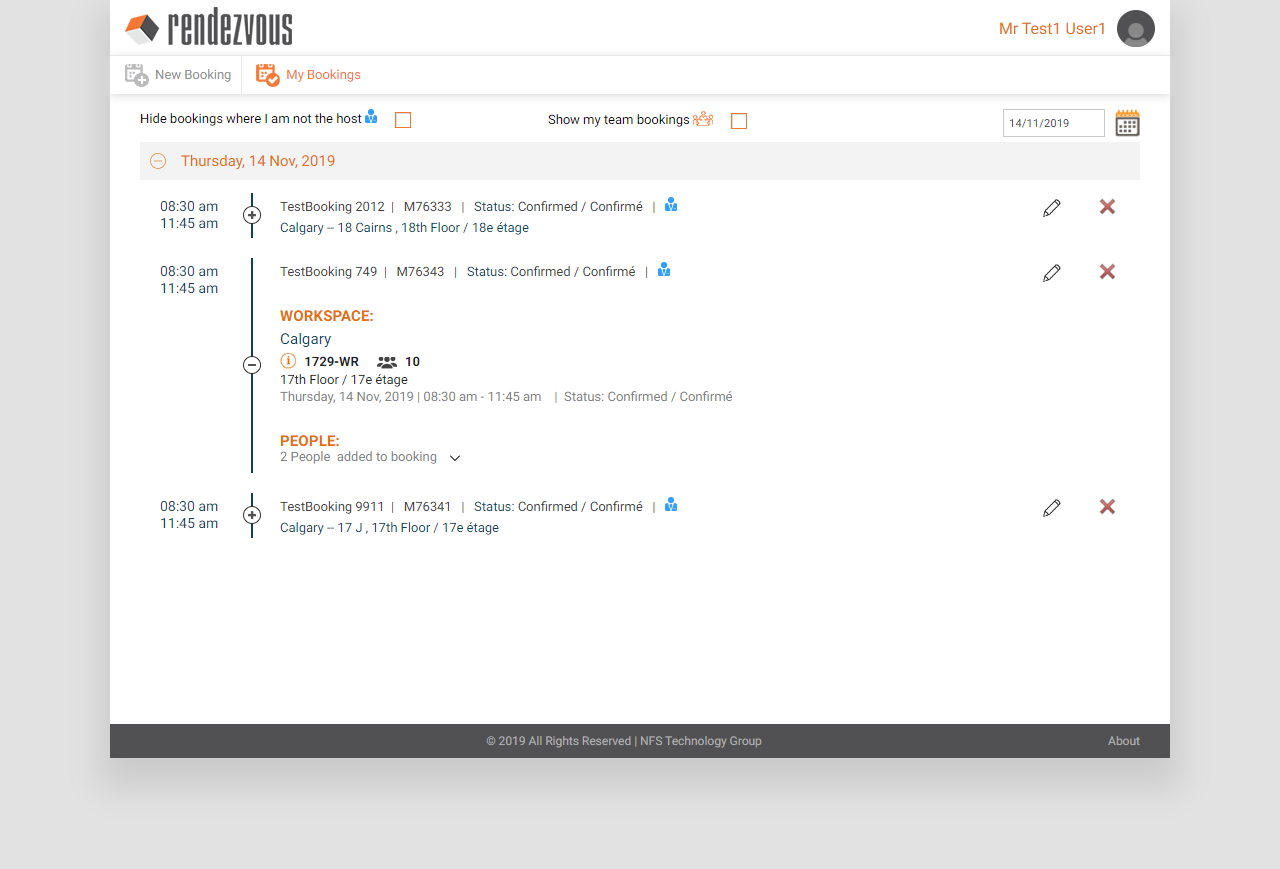 rendezvous
Mr Test1 User1
New Booking
My Bookings
Hide bookings where I am not the host
Show my team bookings
14/11/2019
Thursday, 14 Nov, 2019
08:30 am
11:45 am
TestBooking 2012 | M76333 | Status: Confirmed / Confirmé |
Calgary -- 18 Cairns , 18th Floor / 18e étage
08:30 am
11:45 am
TestBooking 749 | M76343 | Status: Confirmed / Confirmé |
WORKSPACE:
Calgary
1729-WR 10
17th Floor / 17e étage
Thursday, 14 Nov, 2019 | 08:30 am - 11:45 am | Status: Confirmed / Confirmé
PEOPLE:
2 People added to booking
08:30 am
11:45 am
TestBooking 9911 | M76341 | Status: Confirmed / Confirmé |
Calgary -- 17 J , 17th Floor / 17e étage
© 2019 All Rights Reserved | NFS Technology Group
About